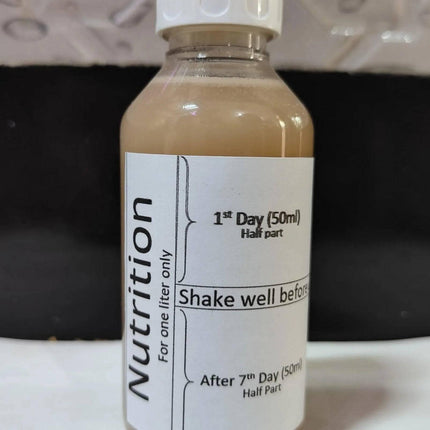 Nutrition
For one liter only
1st Day (50ml)
Half part
Shake well before
After 7th Day (50ml)
Half Part